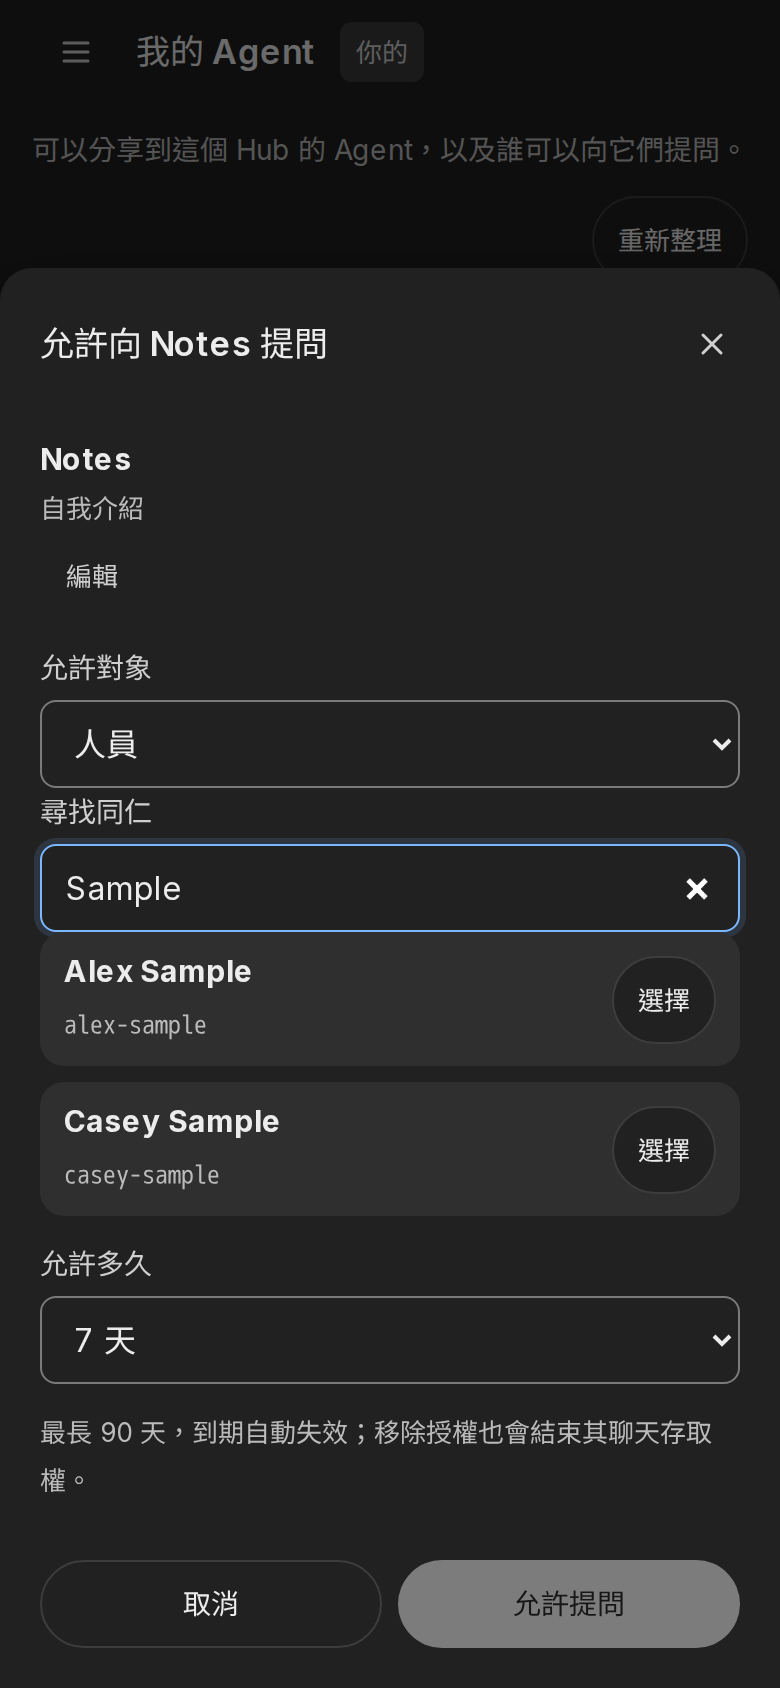 我的 Agent 你的
可以分享到這個 Hub 的 Agent，以及誰可以向它們提問。
重新整理
允許向 Notes 提問
Notes
自我介紹
編輯
允許對象
人員
尋找同仁
Sample
Alex Sample
alex-sample
選擇
Casey Sample
casey-sample
選擇
允許多久
7 天
最長 90 天，到期自動失效；移除授權也會結束其聊天存取
權。
取消
允許提問